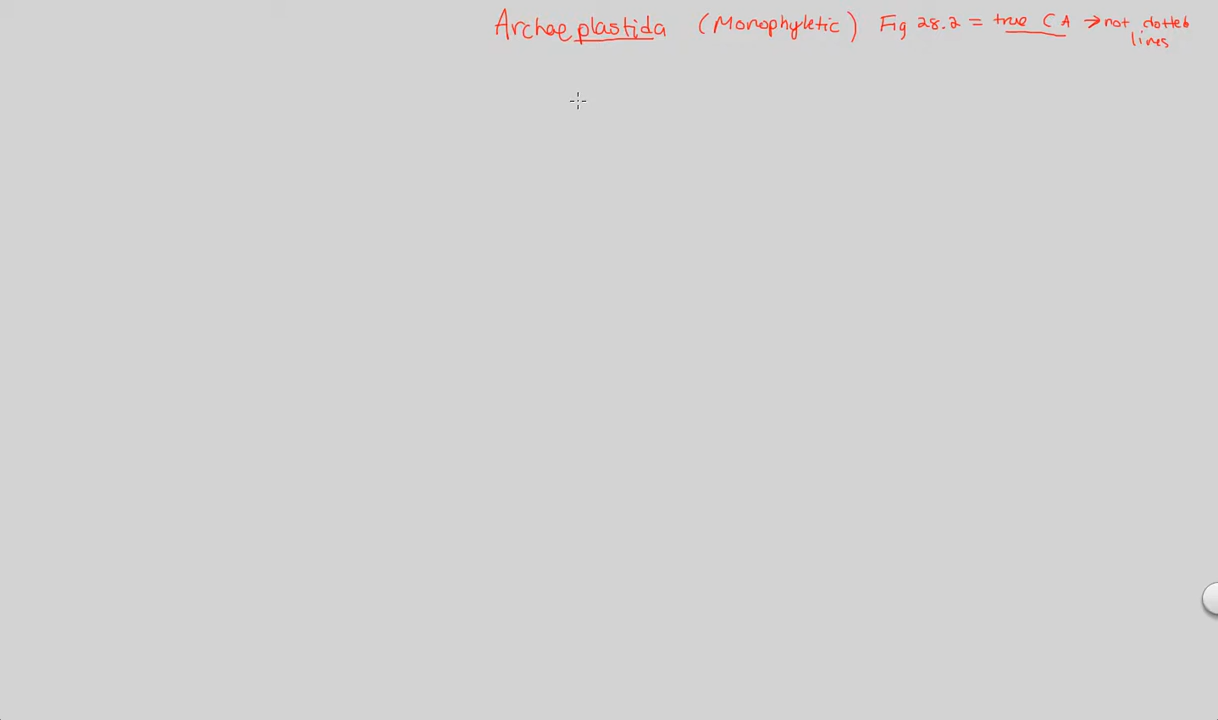 Archaeplastida (Monophyletic) Fig 28.2 = true CA → not dotted
lines